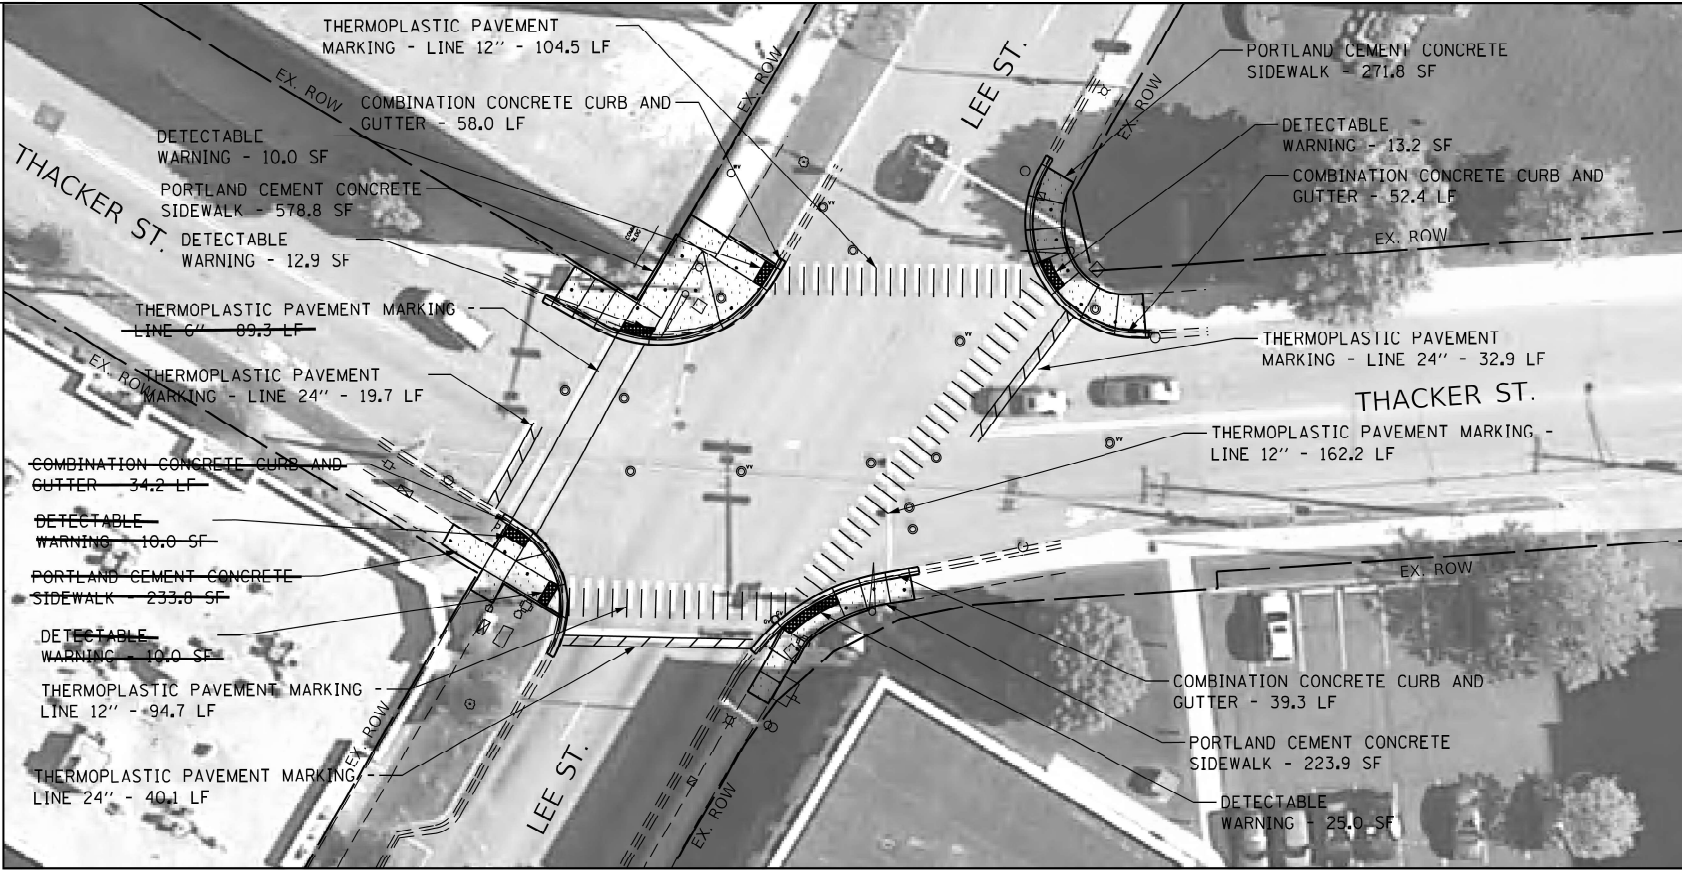 THERMOPLASTIC PAVEMENT
MARKING - LINE 12" - 104.5 LF
COMBINATION CONCRETE CURB AND
GUTTER - 58.0 LF
DETECTABLE
WARNING - 10.0 SF
PORTLAND CEMENT CONCRETE
SIDEWALK - 578.8 SF
DETECTABLE
WARNING - 12.9 SF
THERMOPLASTIC PAVEMENT MARKING -
LINE 6" - 89.3 LF
THERMOPLASTIC PAVEMENT
MARKING - LINE 24" - 19.7 LF
COMBINATION CONCRETE CURB AND
GUTTER - 34.2 LF
DETECTABLE
WARNING - 10.0 SF
PORTLAND CEMENT CONCRETE
SIDEWALK - 233.8 SF
DETECTABLE
WARNING - 10.0 SF
THERMOPLASTIC PAVEMENT MARKING -
LINE 12" - 94.7 LF
THERMOPLASTIC PAVEMENT MARKING -
LINE 24" - 40.1 LF
THACKER ST.
EX. ROW
EX. ROW
EX. ROW
EX. ROW
LEE ST.
LEE ST.
EX. ROW
EX. ROW
PORTLAND CEMENT CONCRETE
SIDEWALK - 271.8 SF
DETECTABLE
WARNING - 13.2 SF
COMBINATION CONCRETE CURB AND
GUTTER - 52.4 LF
EX. ROW
THERMOPLASTIC PAVEMENT
MARKING - LINE 24" - 32.9 LF
THACKER ST.
THERMOPLASTIC PAVEMENT MARKING -
LINE 12" - 162.2 LF
EX. ROW
COMBINATION CONCRETE CURB AND
GUTTER - 39.3 LF
PORTLAND CEMENT CONCRETE
SIDEWALK - 223.9 SF
DETECTABLE
WARNING - 25.0 SF